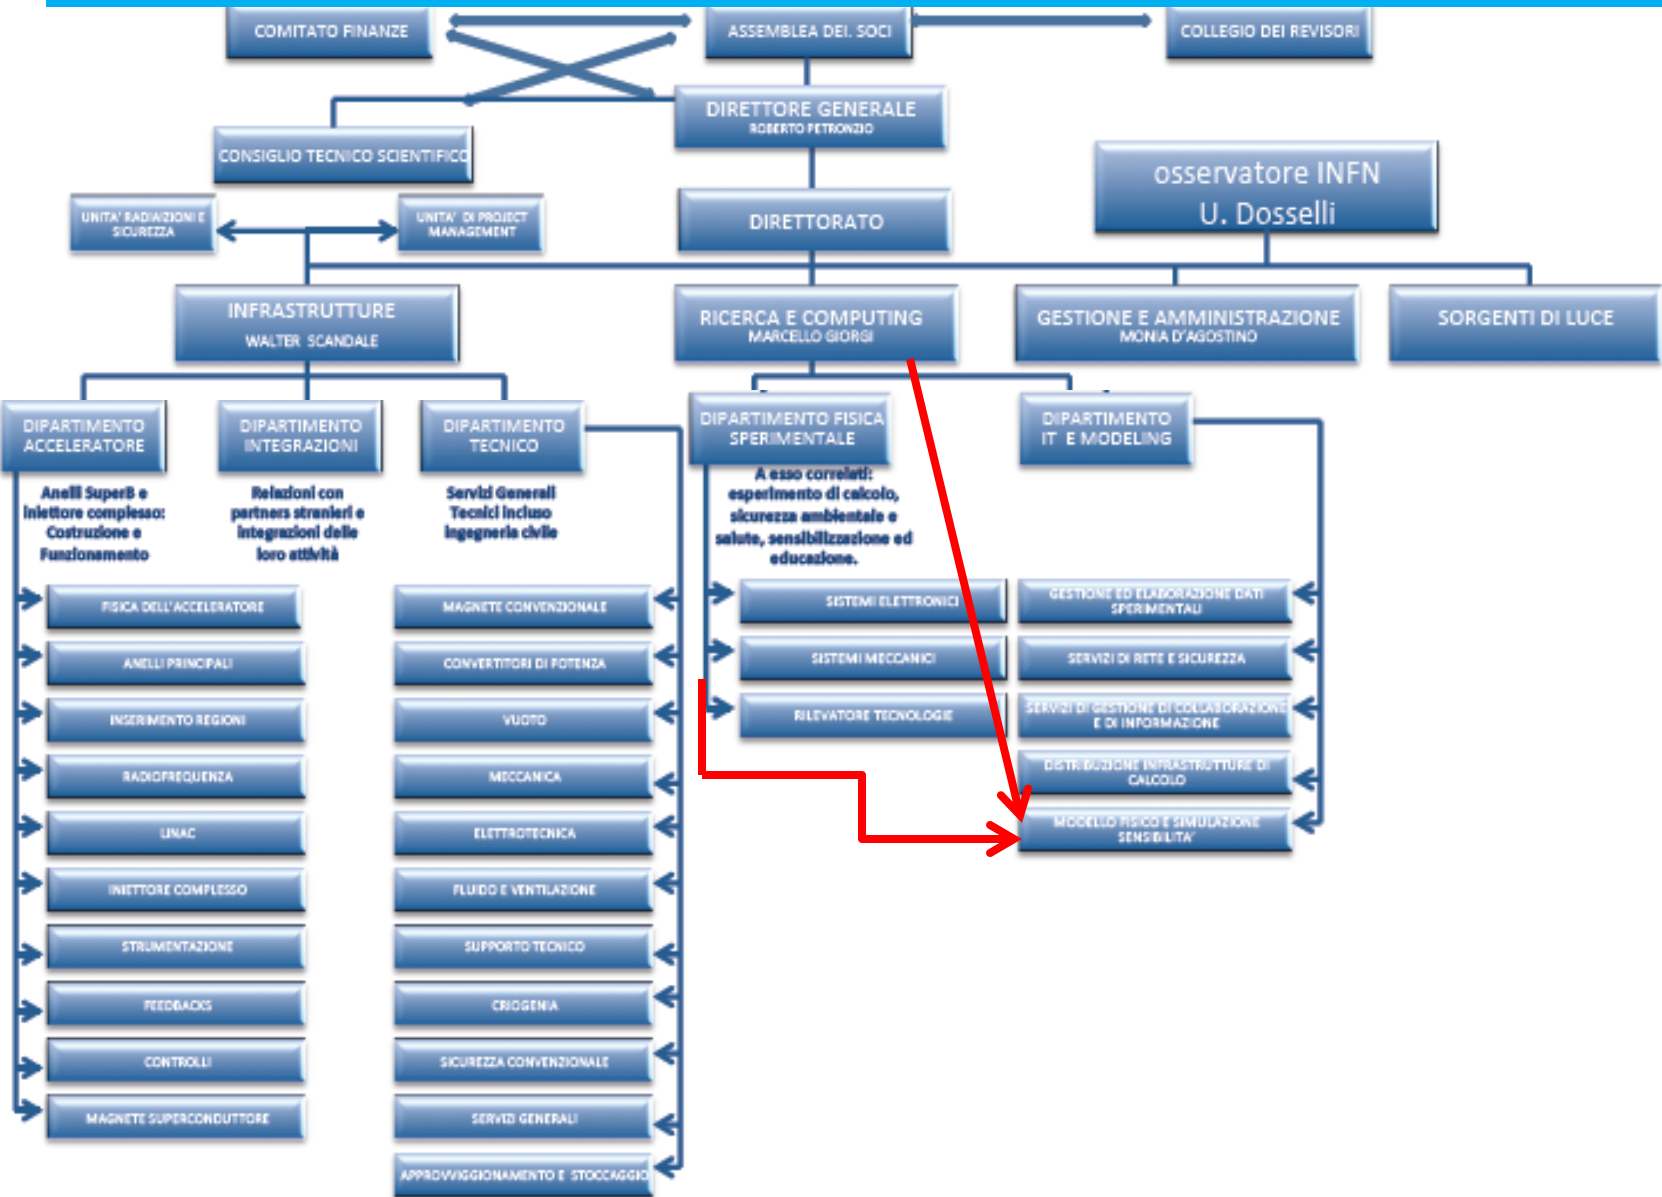 COMITATO FINANZE
ASSEMBLEA DEI. SOCI
COLLEGIO DEI REVISORI
DIRETTORE GENERALE
ROBERTO PETRONZIO
CONSIGLIO TECNICO SCIENTIFICO
osservatore INFN
U. Dosselli
UNITA' RADIAIZIONI E
SICUREZZA
UNITA' DI PROJECT
MANAGEMENT
DIRETTORATO
INFRASTRUTTURE
WALTER SCANDALE
RICERCA E COMPUTING
MARCELLO GIORGI
GESTIONE E AMMINISTRAZIONE
MONIA D'AGOSTINO
SORGENTI DI LUCE
DIPARTIMENTO
ACCELERATORE
DIPARTIMENTO
INTEGRAZIONI
DIPARTIMENTO
TECNICO
DIPARTIMENTO FISICA
SPERIMENTALE
DIPARTIMENTO
IT E MODELING
Anelli SuperB e
iniettore complesso:
Costruzione e
Funzionamento
Relazioni con
partners stranieri e
integrazioni delle
loro attività
Servizi Generali
Tecnici incluso
ingegneria civile
A esso correlati:
esperimento di calcolo,
sicurezza ambientale e
salute, sensibilizzazione ed
educazione.
FISICA DELL'ACCELERATORE
ANELLI PRINCIPALI
INSERIMENTO REGIONI
RADIOFREQUENZA
LINAC
INIETTORE COMPLESSO
STRUMENTAZIONE
FEEDBACKS
CONTROLLI
MAGNETE SUPERCONDUTTORE
MAGNETE CONVENZIONALE
CONVERTITORI DI POTENZA
VUOTO
MECCANICA
ELETTROTECNICA
FLUIDO E VENTILAZIONE
SUPPORTO TECNICO
CRIOGENIA
SICUREZZA CONVENZIONALE
SERVIZI GENERALI
APPROVVIGGIONAMENTO E STOCCAGGIO
SISTEMI ELETTRONICI
SISTEMI MECCANICI
RILEVATORE TECNOLOGIE
GESTIONE ED ELABORAZIONE DATI
SPERIMENTALI
SERVIZI DI RETE E SICUREZZA
SERVIZI DI GESTIONE DI COLLABORAZIONE
E DI INFORMAZIONE
DISTRIBUZIONE INFRASTRUTTURE DI
CALCOLO
MODELLO FISICO E SIMULAZIONE
SENSIBILITA'